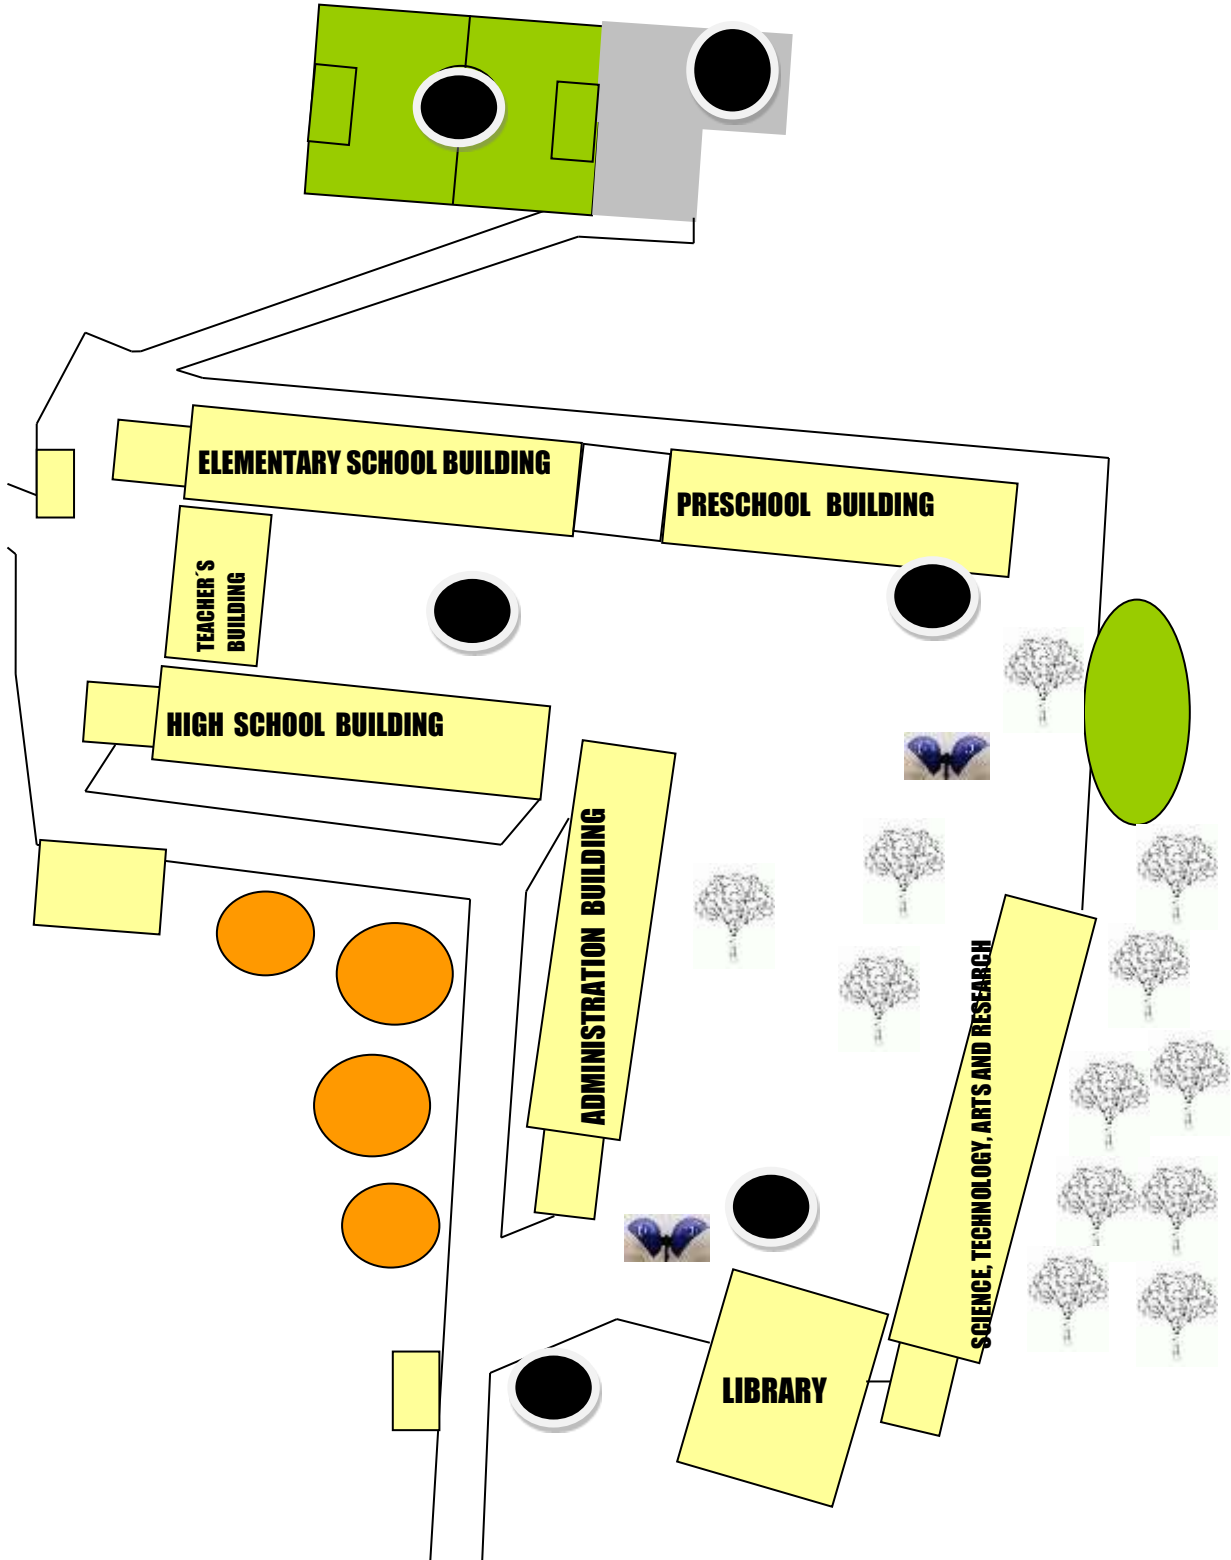 ELEMENTARY SCHOOL BUILDING
PRESCHOOL BUILDING
TEACHER´S
BUILDING
HIGH SCHOOL BUILDING
ADMINISTRATION BUILDING
SCIENCE, TECHNOLOGY, ARTS AND RESEARCH
LIBRARY